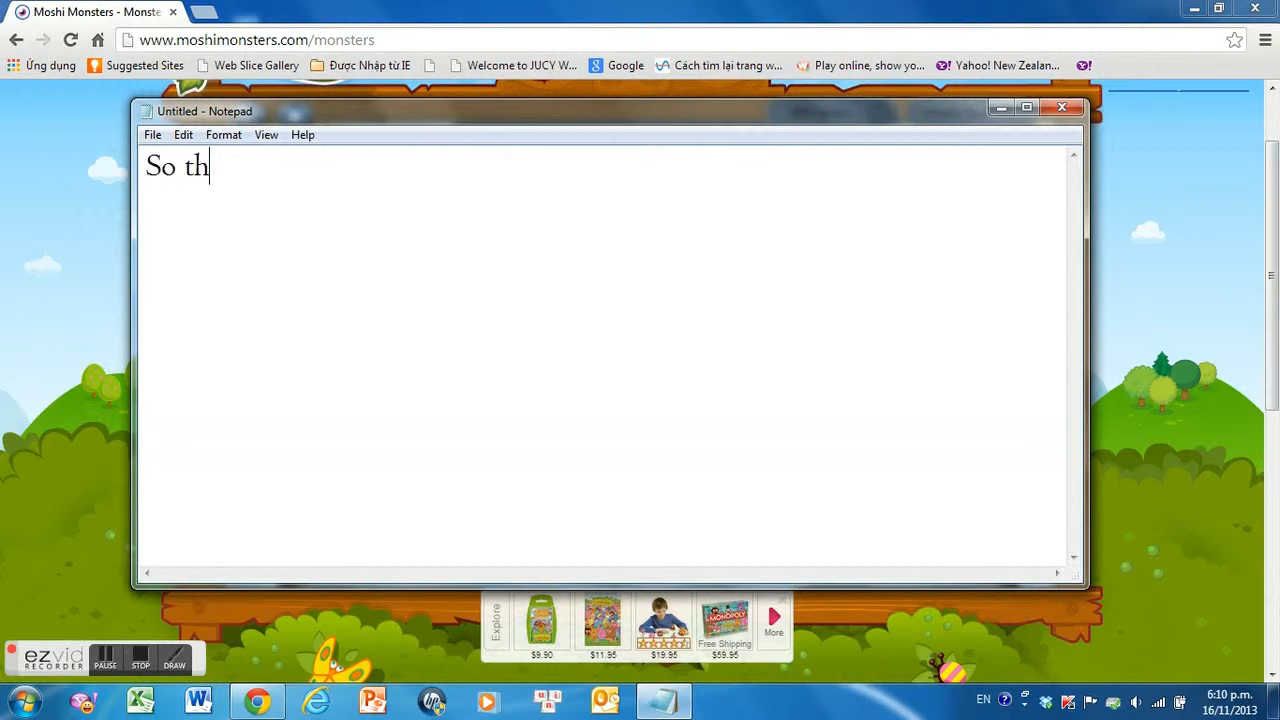 Moshi Monsters - Monste
www.moshimonsters.com/monsters
Ứng dụng Suggested Sites Web Slice Gallery Được Nhập từ IE Welcome to JUCY W... Google Cách tìm lại trang w... Play online, show yo... Yahoo! New Zealan...
Untitled - Notepad
File Edit Format View Help
So th
Explore
More
Free Shipping
$9.90 $11.95 $19.95 $59.95
MONOPOLY
ezvid
RECORDER
PAUSE STOP DRAW
EN
6:10 p.m.
16/11/2013